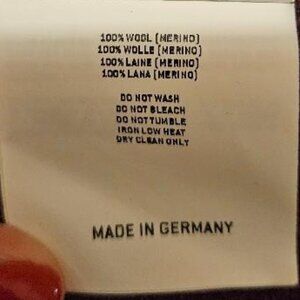 100% WOOL (MERINO)
100% WOLLE (MERINO)
100% LAINE (MERINO)
100% LANA (MERINO)
DO NOT WASH
DO NOT BLEACH
DO NOT TUMBLE
IRON LOW HEAT
DRY CLEAN ONLY
MADE IN GERMANY